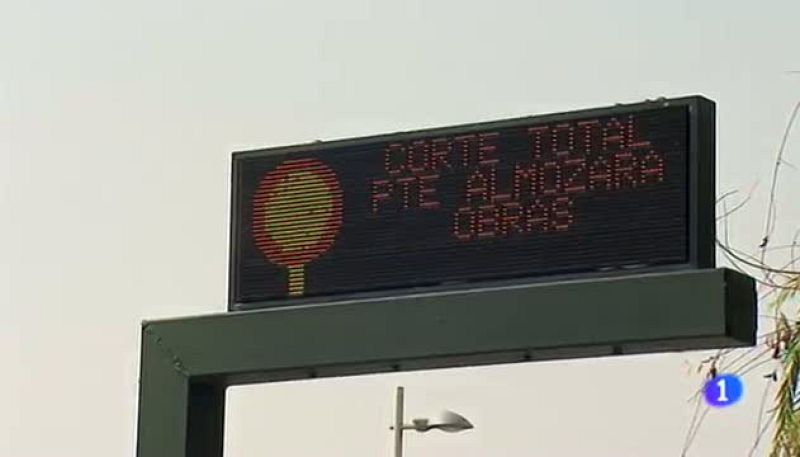 CORTE TOTAL
PTE ALMOZARA
OBRAS
1